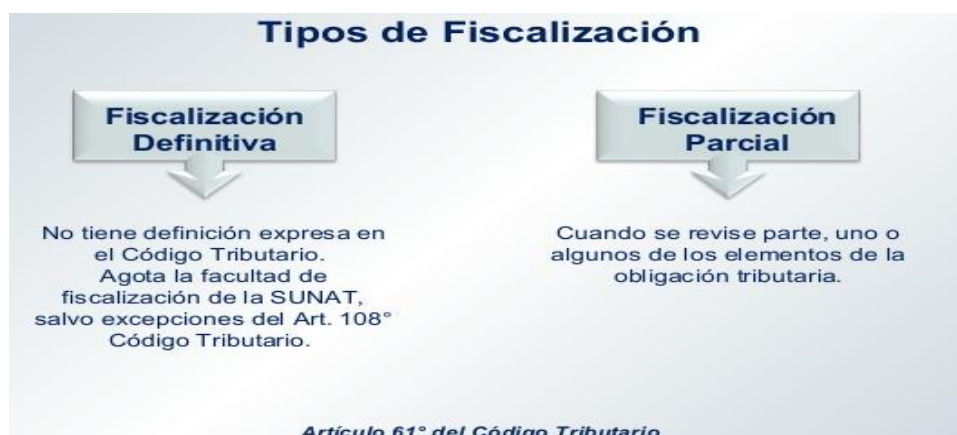 Tipos de Fiscalización
Fiscalización
Definitiva
No tiene definición expresa en
el Código Tributario.
Agota la facultad de
fiscalización de la SUNAT,
salvo excepciones del Art. 108°
Código Tributario.
Fiscalización
Parcial
Cuando se revise parte, uno o
algunos de los elementos de la
obligación tributaria.
Artículo 61° del Código Tributario